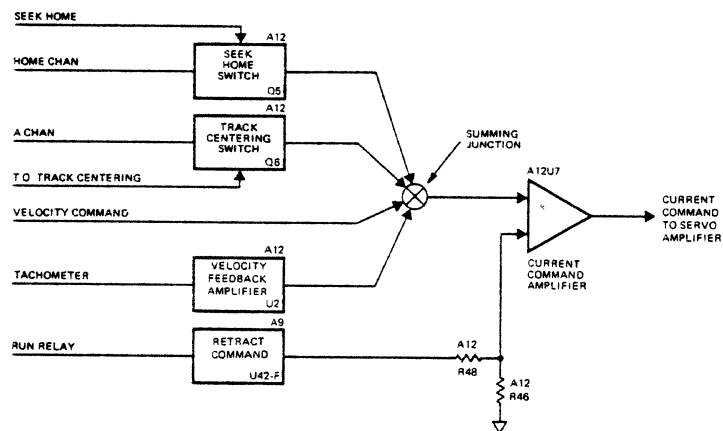 SEEK HOME
A12
SEEK
HOME
SWITCH
Q5
HOME CHAN
A12
TRACK
CENTERING
SWITCH
Q6
A CHAN
T O TRACK CENTERING
VELOCITY COMMAND
SUMMING
JUNCTION
A12U7
CURRENT
COMMAND
TO SERVO
AMPLIFIER
CURRENT
COMMAND
AMPLIFIER
A12
VELOCITY
FEEDBACK
AMPLIFIER
U2
TACHOMETER
A9
RETRACT
COMMAND
U42-F
RUN RELAY
A12
R48
A12
R46